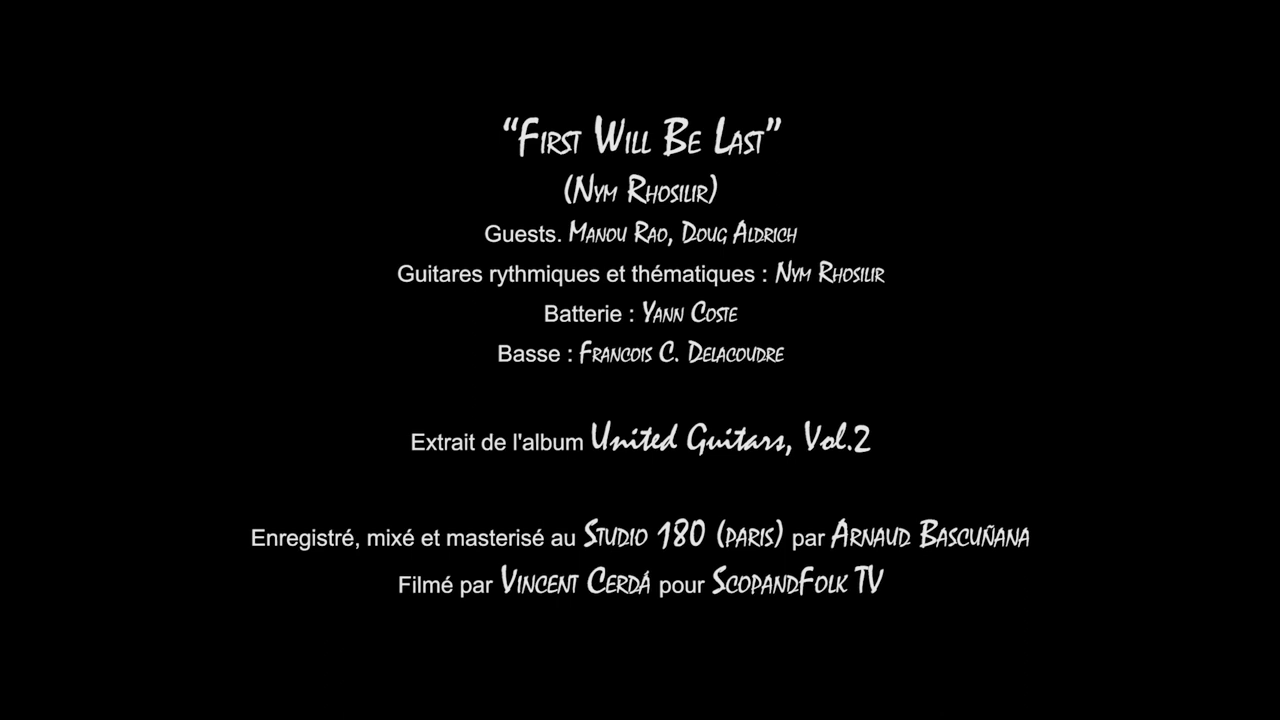 “First Will Be Last”
(Nym Rhosilir)
Guests. Manou Rao, Doug Aldrich
Guitares rythmiques et thématiques : Nym Rhosilir
Batterie : Yann Coste
Basse : Francois C. Delacoudre
Extrait de l'album United Guitars, Vol.2
Enregistré, mixé et masterisé au Studio 180 (paris) par Arnaud Bascuñana
Filmé par Vincent Cerdá pour ScopandFolk TV